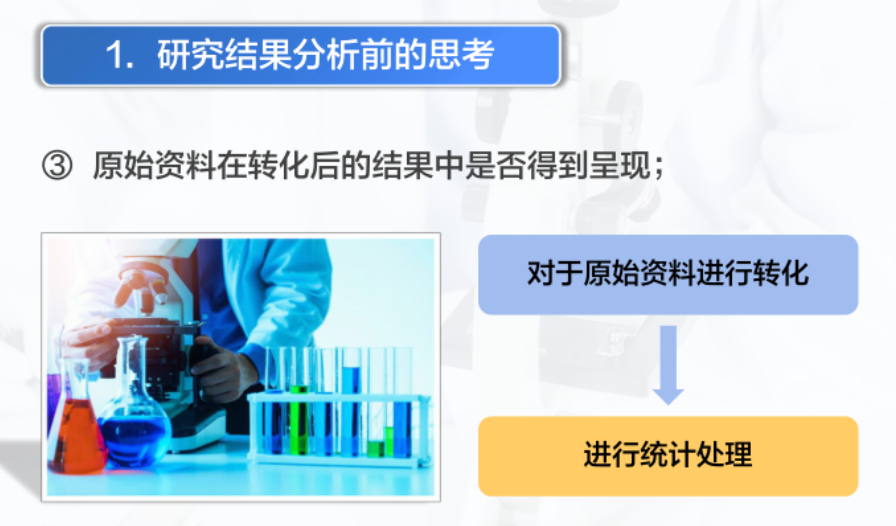 1. 研究结果分析前的思考
③ 原始资料在转化后的结果中是否得到呈现；
对于原始资料进行转化
进行统计处理